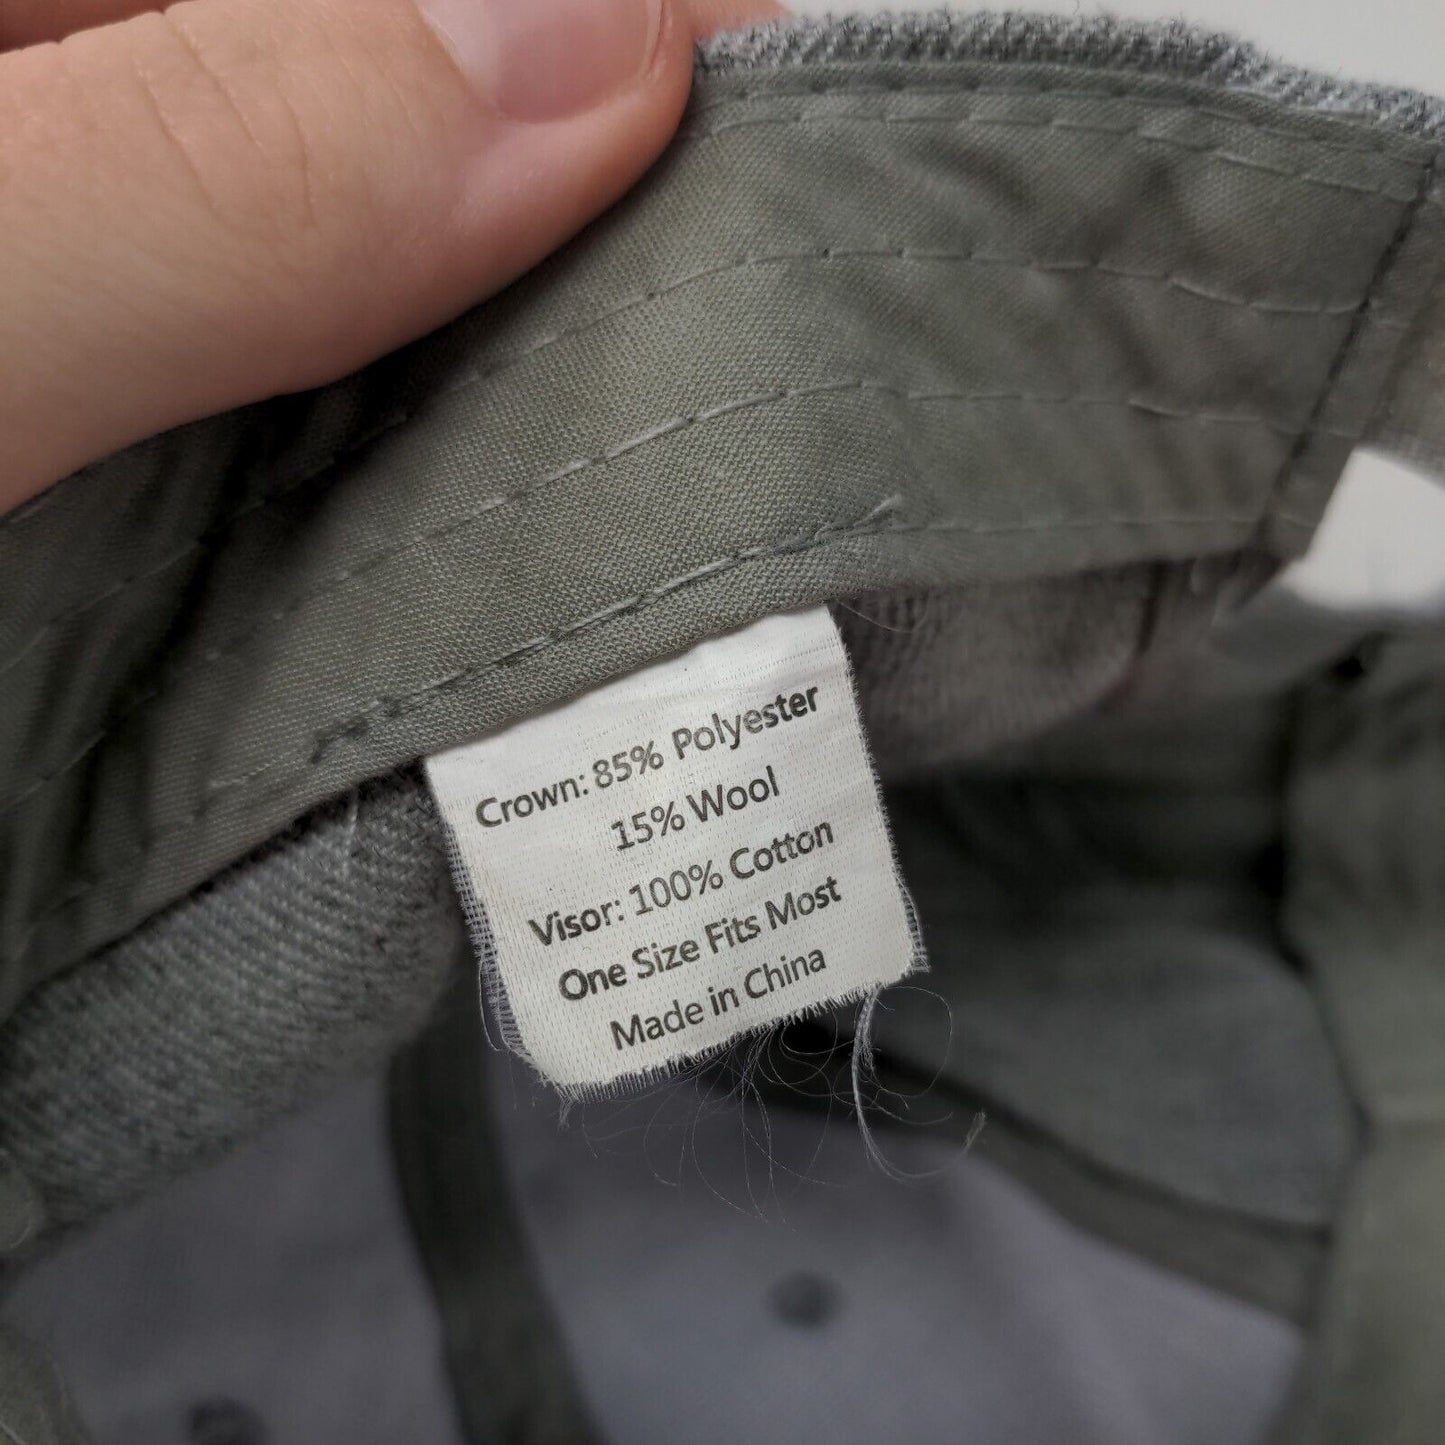 Crown: 85% Polyester
15% Wool
Visor: 100% Cotton
One Size Fits Most
Made in China